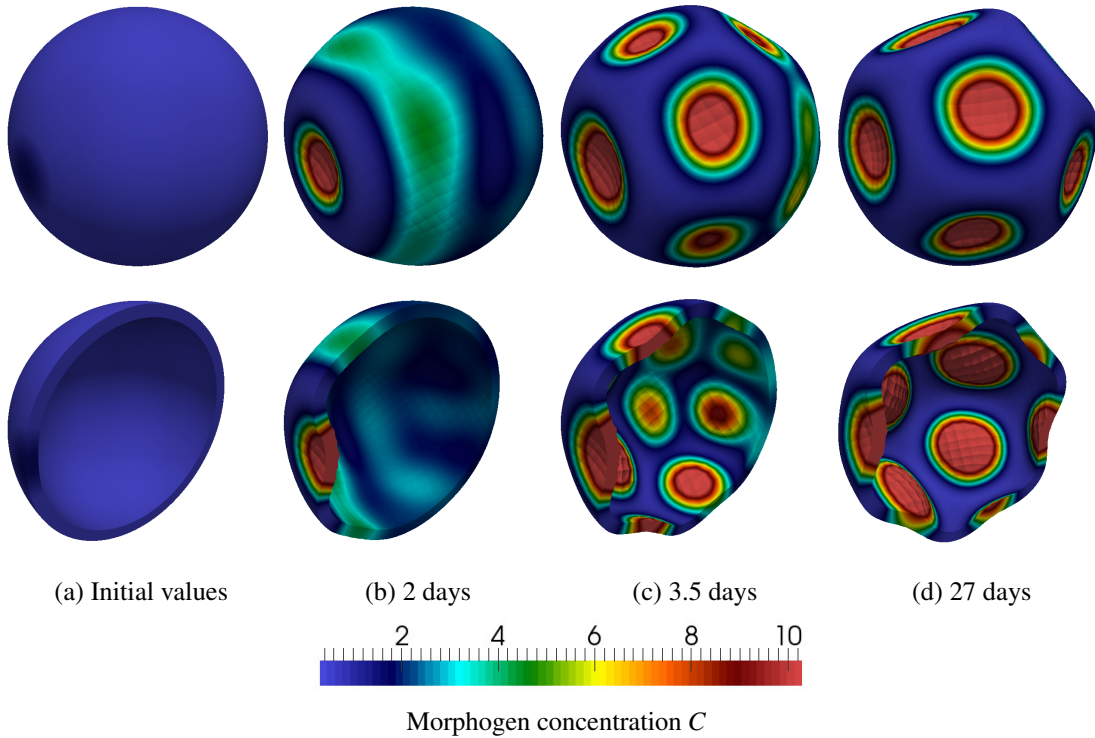 (a) Initial values (b) 2 days (c) 3.5 days (d) 27 days
2 4 6 8 10
Morphogen concentration C